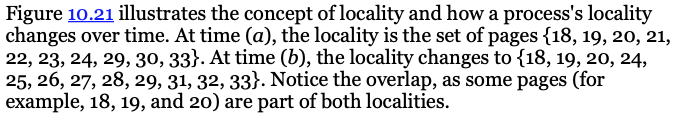 Figure 10.21 illustrates the concept of locality and how a process's locality
changes over time. At time (a), the locality is the set of pages {18, 19, 20, 21,
22, 23, 24, 29, 30, 33}. At time (b), the locality changes to {18, 19, 20, 24,
25, 26, 27, 28, 29, 31, 32, 33}. Notice the overlap, as some pages (for
example, 18, 19, and 20) are part of both localities.